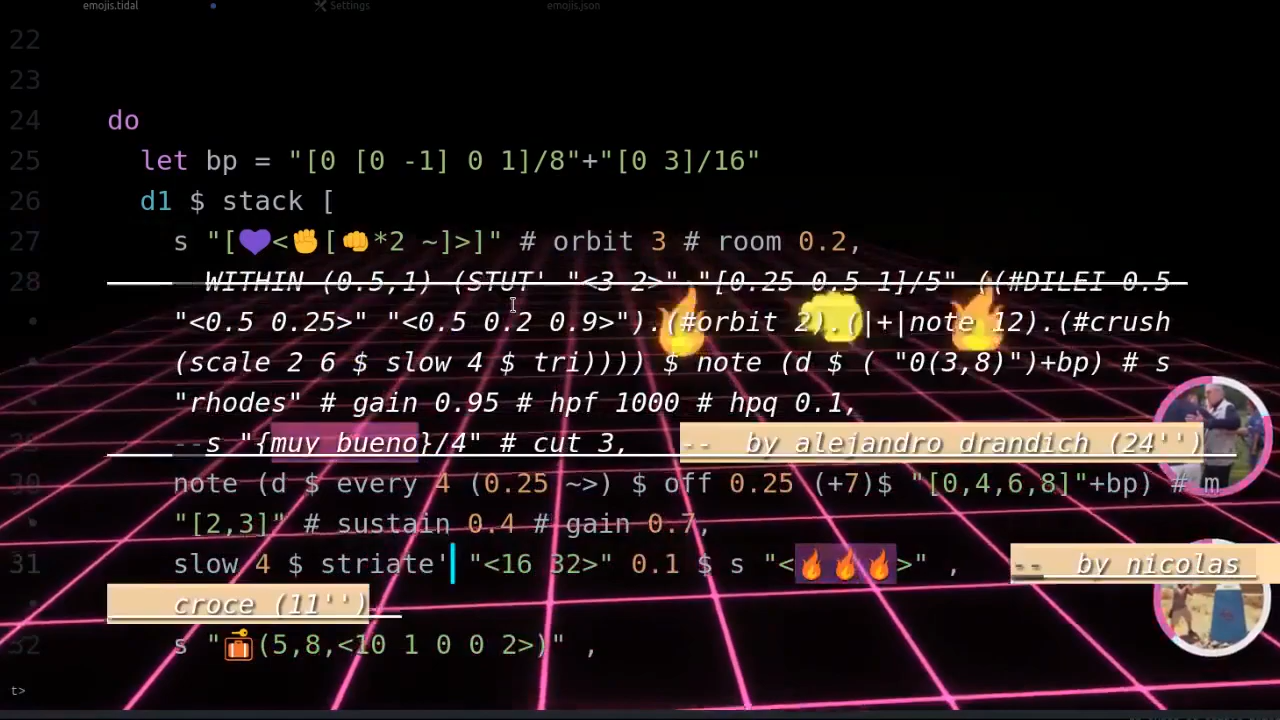 emojis.tidal
🛠 Settings
emojis.json
22
23
24 do
25 let bp = "[0 [0 -1] 0 1]/8"+"[0 3]/16"
26 d1 $ stack [
27 s "[💜<✊[👊*2 ~]>]" # orbit 3 # room 0.2,
28 WITHIN (0.5,1) (STUT' "<3 2>" "[0.25 0.5 1]/5" ((#DILEI 0.5
"<0.5 0.25>" "<0.5 0.2 0.9>").(#orbit 2).(|+|note 12).(#crush
(scale 2 6 $ slow 4 $ tri)))) $ note (d $ ( "0(3,8)")+bp) # s
"rhodes" # gain 0.95 # hpf 1000 # hpq 0.1,
29 --s "{muy bueno}/4" # cut 3, -- by alejandro drandich (24'')
30 note (d $ every 4 (0.25 ~>) $ off 0.25 (+7)$ "[0,4,6,8]"+bp) # m
"[2,3]" # sustain 0.4 # gain 0.7,
31 slow 4 $ striate' "<16 32>" 0.1 $ s "<🔥 🔥🔥>" , -- by nicolas
croce (11'')
32 s "🛅(5,8,<10 1 0 0 2>)" ,
t>